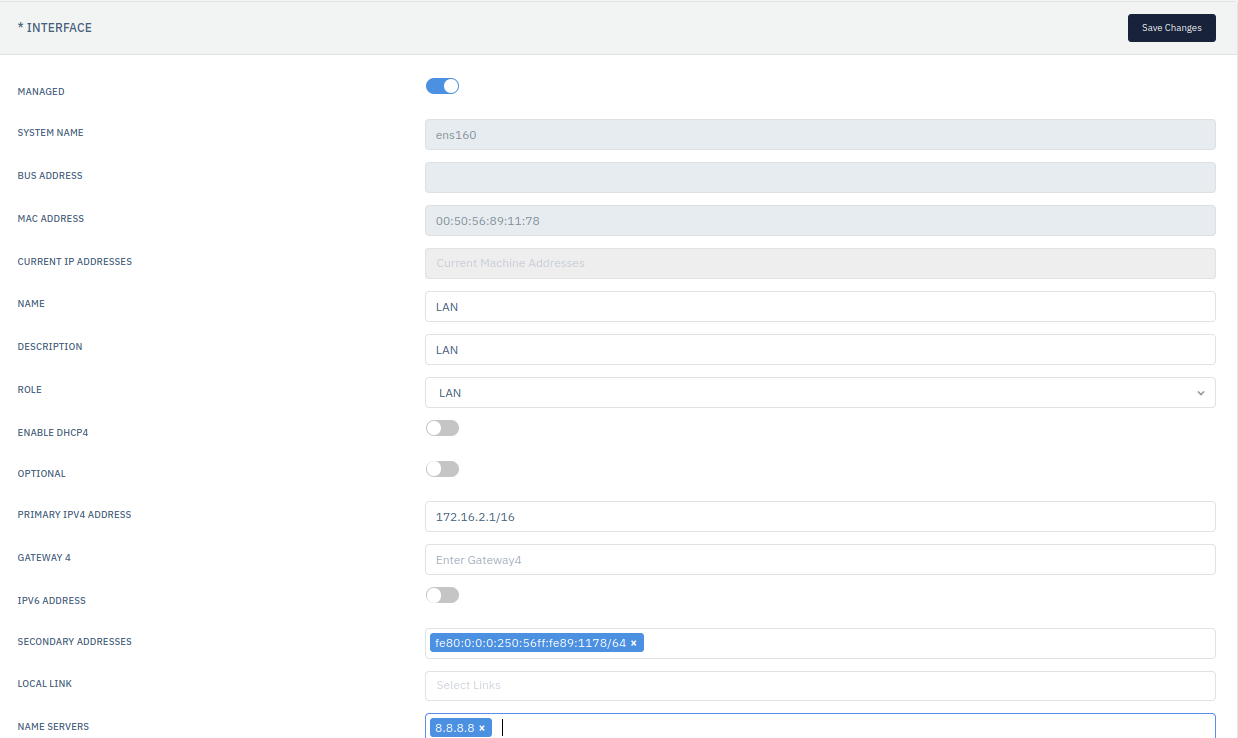 * INTERFACE
Save Changes
MANAGED
SYSTEM NAME
ens160
BUS ADDRESS
MAC ADDRESS
00:50:56:89:11:78
CURRENT IP ADDRESSES
Current Machine Addresses
NAME
LAN
DESCRIPTION
LAN
ROLE
LAN
ENABLE DHCP4
OPTIONAL
PRIMARY IPV4 ADDRESS
172.16.2.1/16
GATEWAY 4
Enter Gateway4
IPV6 ADDRESS
SECONDARY ADDRESSES
fe80:0:0:0:250:56ff:fe89:1178/64 ×
LOCAL LINK
Select Links
NAME SERVERS
8.8.8.8 ×